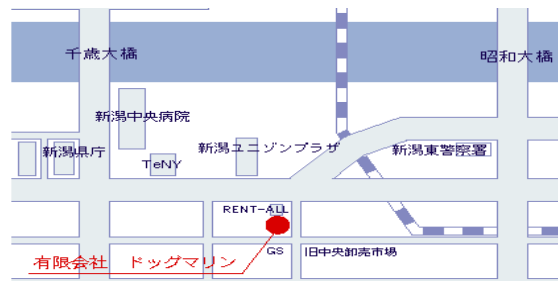 千歳大橋
昭和大橋
新潟中央病院
新潟県庁
TeNY
新潟ユニゾンプラザ
新潟東警察署
RENT-ALL
GS
旧中央卸売市場
有限会社 ドッグマリン